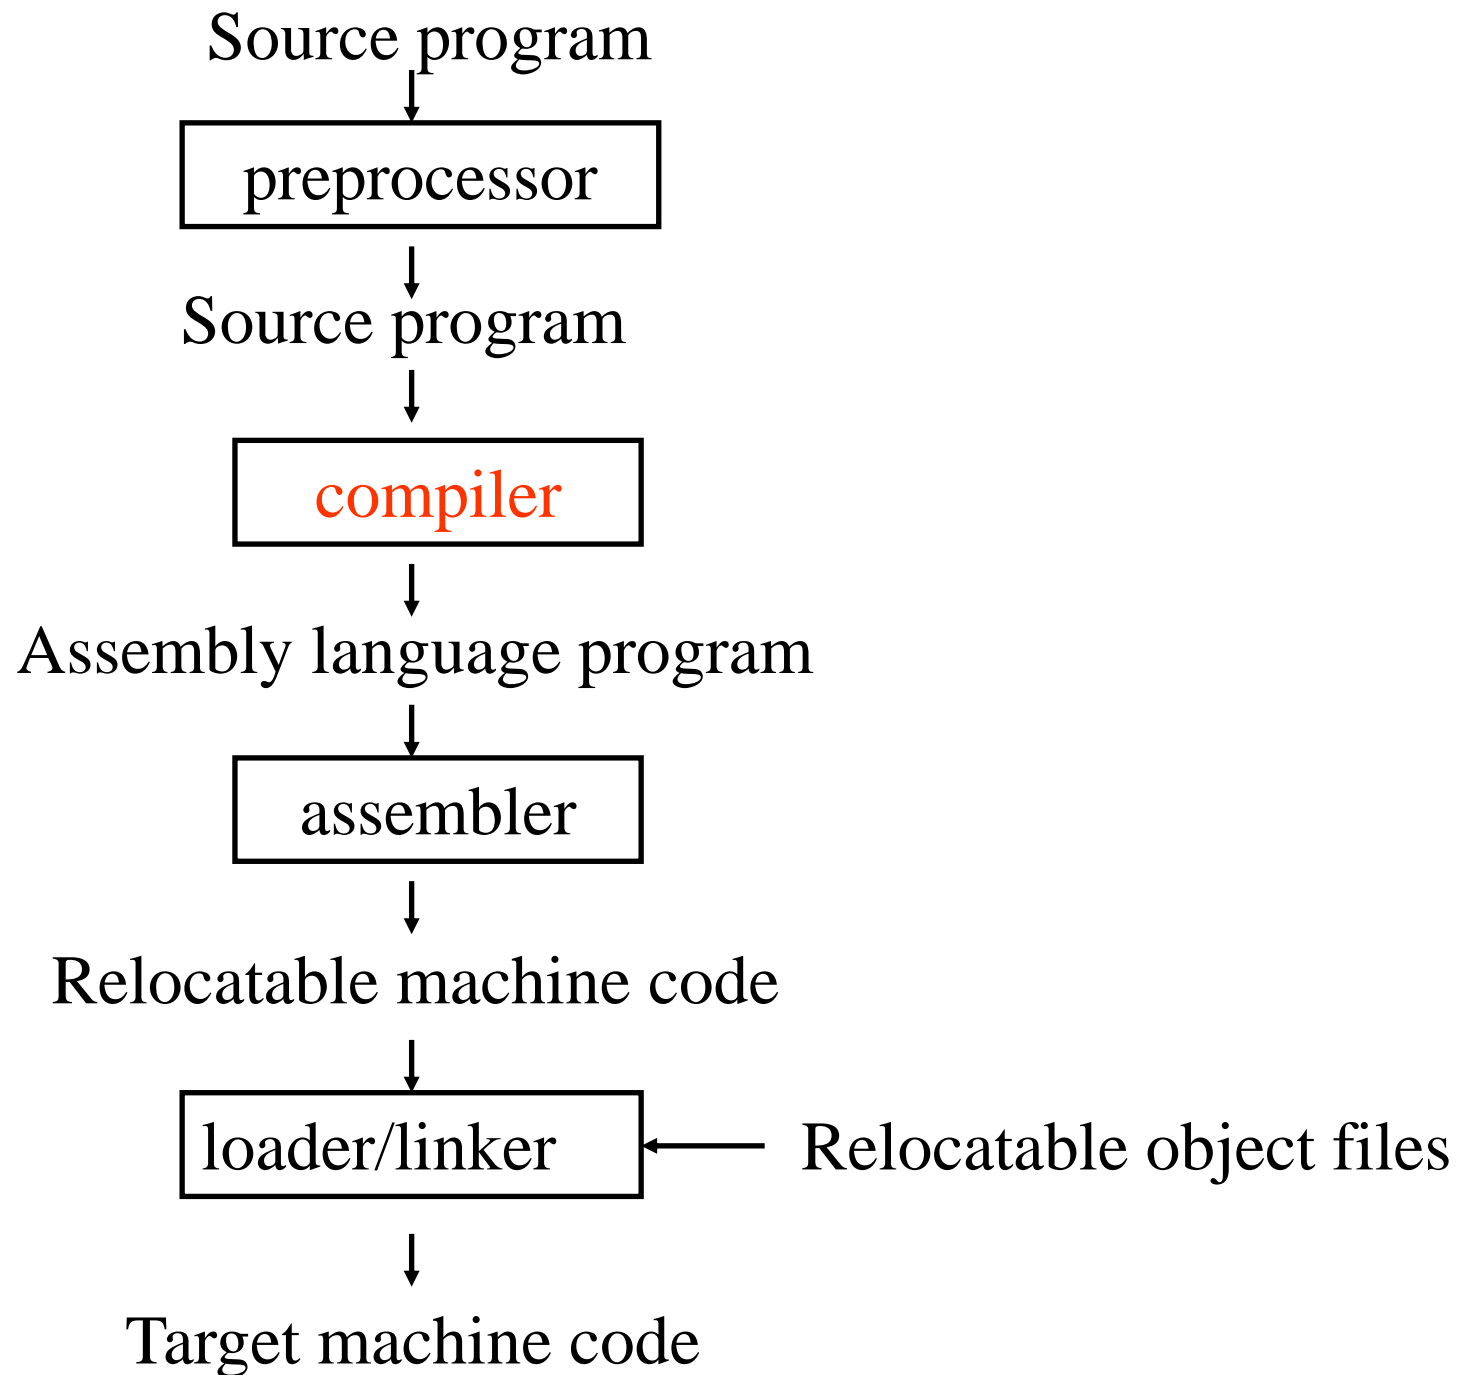 Source program
preprocessor
Source program
compiler
Assembly language program
assembler
Relocatable machine code
loader/linker
Relocatable object files
Target machine code